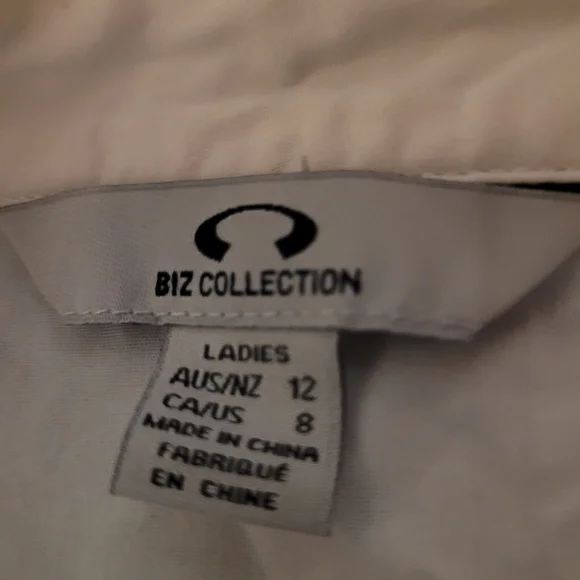 BIZ COLLECTION
LADIES
AUS/NZ 12
CA/US 8
MADE IN CHINA
FABRIQUÉ
EN CHINE